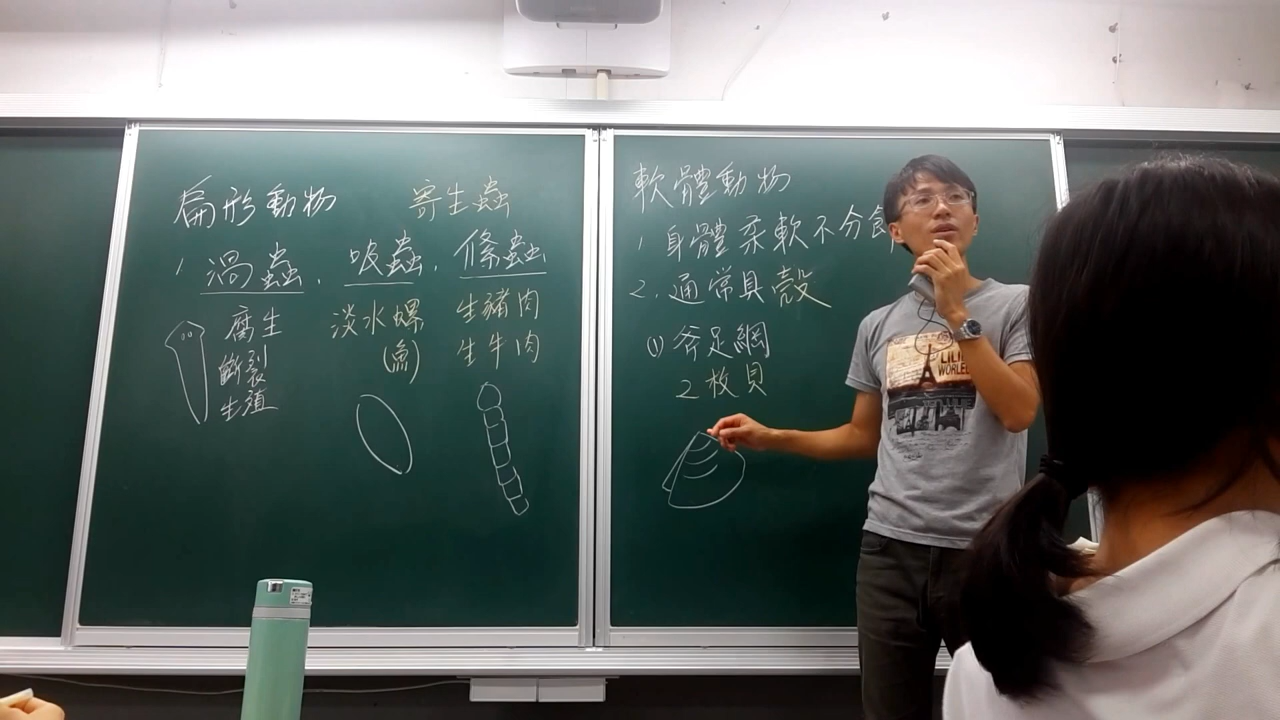 扁形動物 寄生蟲
1 渦蟲. 吸蟲. 條蟲
腐生
斷裂
生殖
淡水螺
(魚)
生豬肉
生牛肉
軟體動物
1 身體柔軟不分節
2. 通常具殼
(1) 斧足綱
2枚貝
LILI
WORLD